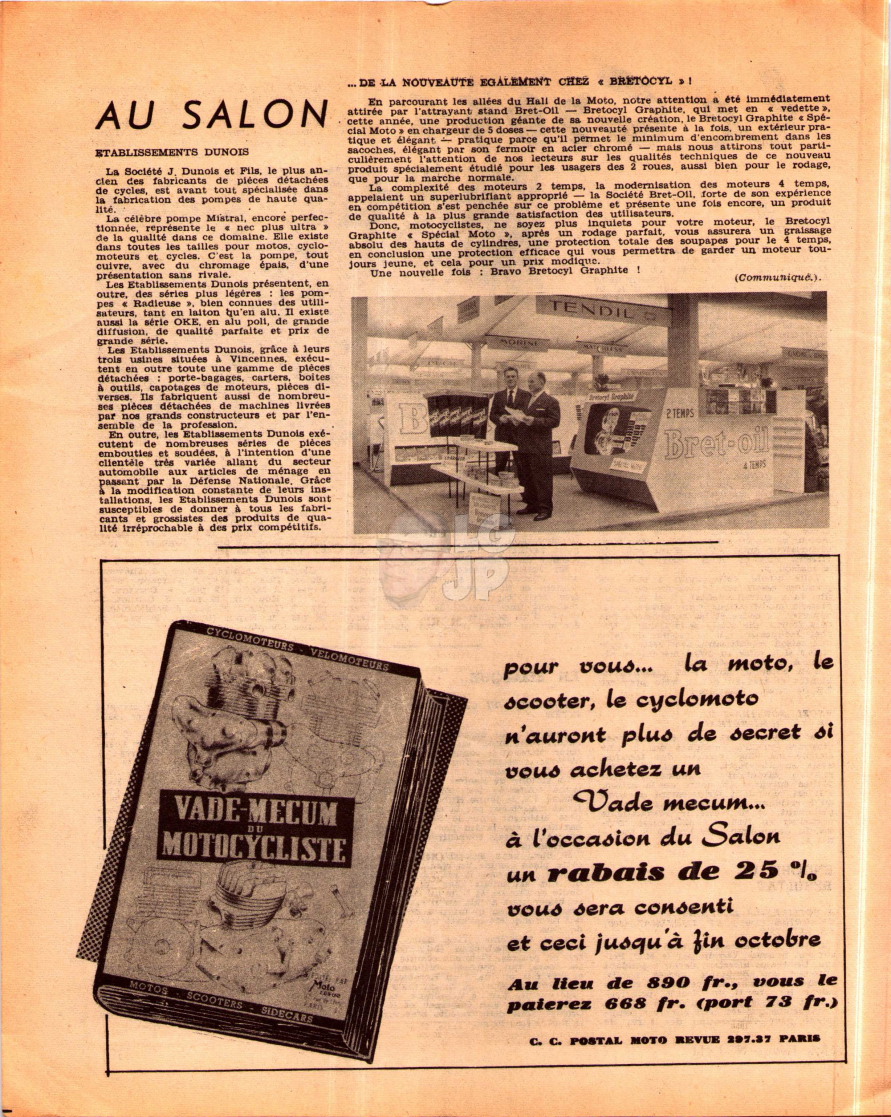 AU SALON
ETABLISSEMENTS DUNOIS
La Société J. Dunois et Fils, le plus an-
cien des fabricants de pièces détachées
de cycles, est avant tout spécialisée dans
la fabrication des pompes de haute qua-
lité.
La célèbre pompe Mistral, encore perfec-
tionnée, représente le « nec plus ultra »
de la qualité dans ce domaine. Elle existe
dans toutes les tailles pour motos, cyclo-
moteurs et cycles. C'est la pompe, tout
cuivre, avec du chromage épais, d'une
présentation sans rivale.
Les Etablissements Dunois présentent, en
outre, des séries plus légères : les pom-
pes « Radieuse », bien connues des utili-
sateurs, tant en laiton qu'en alu. Il existe
aussi la série OKE, en alu poli, de grande
diffusion, de qualité parfaite et prix de
grande série.
Les Etablissements Dunois, grâce à leurs
trois usines situées à Vincennes, exécu-
tent en outre toute une gamme de pièces
détachées : porte-bagages, carters, boites
à outils, capotages de moteurs, pièces di-
verses. Ils fabriquent aussi de nombreu-
ses pièces détachées de machines livrées
par nos grands constructeurs et par l'en-
semble de la profession.
En outre, les Etablissements Dunois exé-
cutent de nombreuses séries de pièces
embouties et soudées, à l'intention d'une
clientèle très variée allant du secteur
automobile aux articles de ménage en
passant par la Défense Nationale. Grâce
à la modification constante de leurs ins-
tallations, les Etablissements Dunois sont
susceptibles de donner à tous les fabri-
cants et grossistes des produits de qua-
lité irréprochable à des prix compétitifs.
...DE LA NOUVEAUTE EGALEMENT CHEZ « BRETOCYL » !
En parcourant les allées du Hall de la Moto, notre attention a été immédiatement
attirée par l'attrayant stand Bret-Oil — Bretocyl Graphite, qui met en « vedette »,
cette année, une production géante de sa nouvelle création, le Bretocyl Graphite « Spé-
cial Moto » en chargeur de 5 doses — cette nouveauté présente à la fois, un extérieur pra-
tique et élégant — pratique parce qu'il permet le minimum d'encombrement dans les
sacoches, élégant par son fermoir en acier chromé — mais nous attirons tout parti-
culièrement l'attention de nos lecteurs sur les qualités techniques de ce nouveau
produit spécialement étudié pour les usagers des 2 roues, aussi bien pour le rodage,
que pour la marche normale.
La complexité des moteurs 2 temps, la modernisation des moteurs 4 temps,
appelaient un superlubrifiant approprié — la Société Bret-Oil, forte de son expérience
en compétition s'est penchée sur ce problème et présente une fois encore, un produit
de qualité à la plus grande satisfaction des utilisateurs.
Donc, motocyclistes, ne soyez plus inquiets pour votre moteur, le Bretocyl
Graphite « Spécial Moto », après un rodage parfait, vous assurera un graissage
absolu des hauts de cylindres, une protection totale des soupapes pour le 4 temps,
en conclusion une protection efficace qui vous permettra de garder un moteur tou-
jours jeune, et cela pour un prix modique.
Une nouvelle fois : Bravo Bretocyl Graphite !
(Communiqué.).
TENDIL
MORINI
Bretocyl Graphite
2 TEMPS
Bret-oil
4 TEMPS
LG
JP
CYCLOMOTEURS - VELOMOTEURS
VADE-MECUM
DU
MOTOCYCLISTE
Moto
REVUE
PARIS
MOTOS - SCOOTERS - SIDECARS
pour vous... la moto, le
scooter, le cyclomoto
n'auront plus de secret si
vous achetez un
Vade mecum...
à l'occasion du Salon
un rabais de 25 %
vous sera consenti
et ceci jusqu'à fin octobre
Au lieu de 890 fr., vous le
paierez 668 fr. (port 73 fr.)
C. C. POSTAL MOTO REVUE 297.37 PARIS